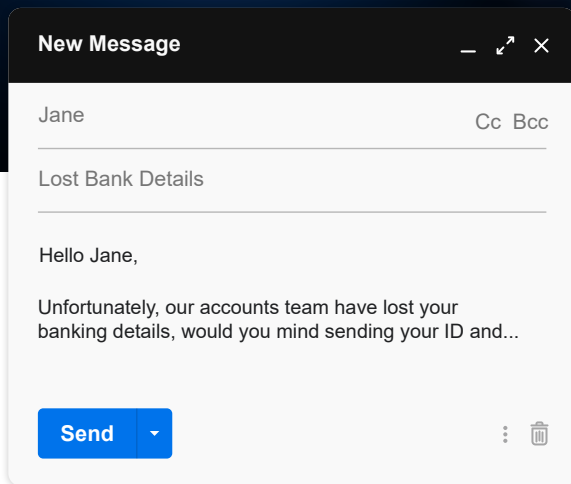 New Message
Jane
Cc Bcc
Lost Bank Details
Hello Jane,
Unfortunately, our accounts team have lost your
banking details, would you mind sending your ID and...
Send